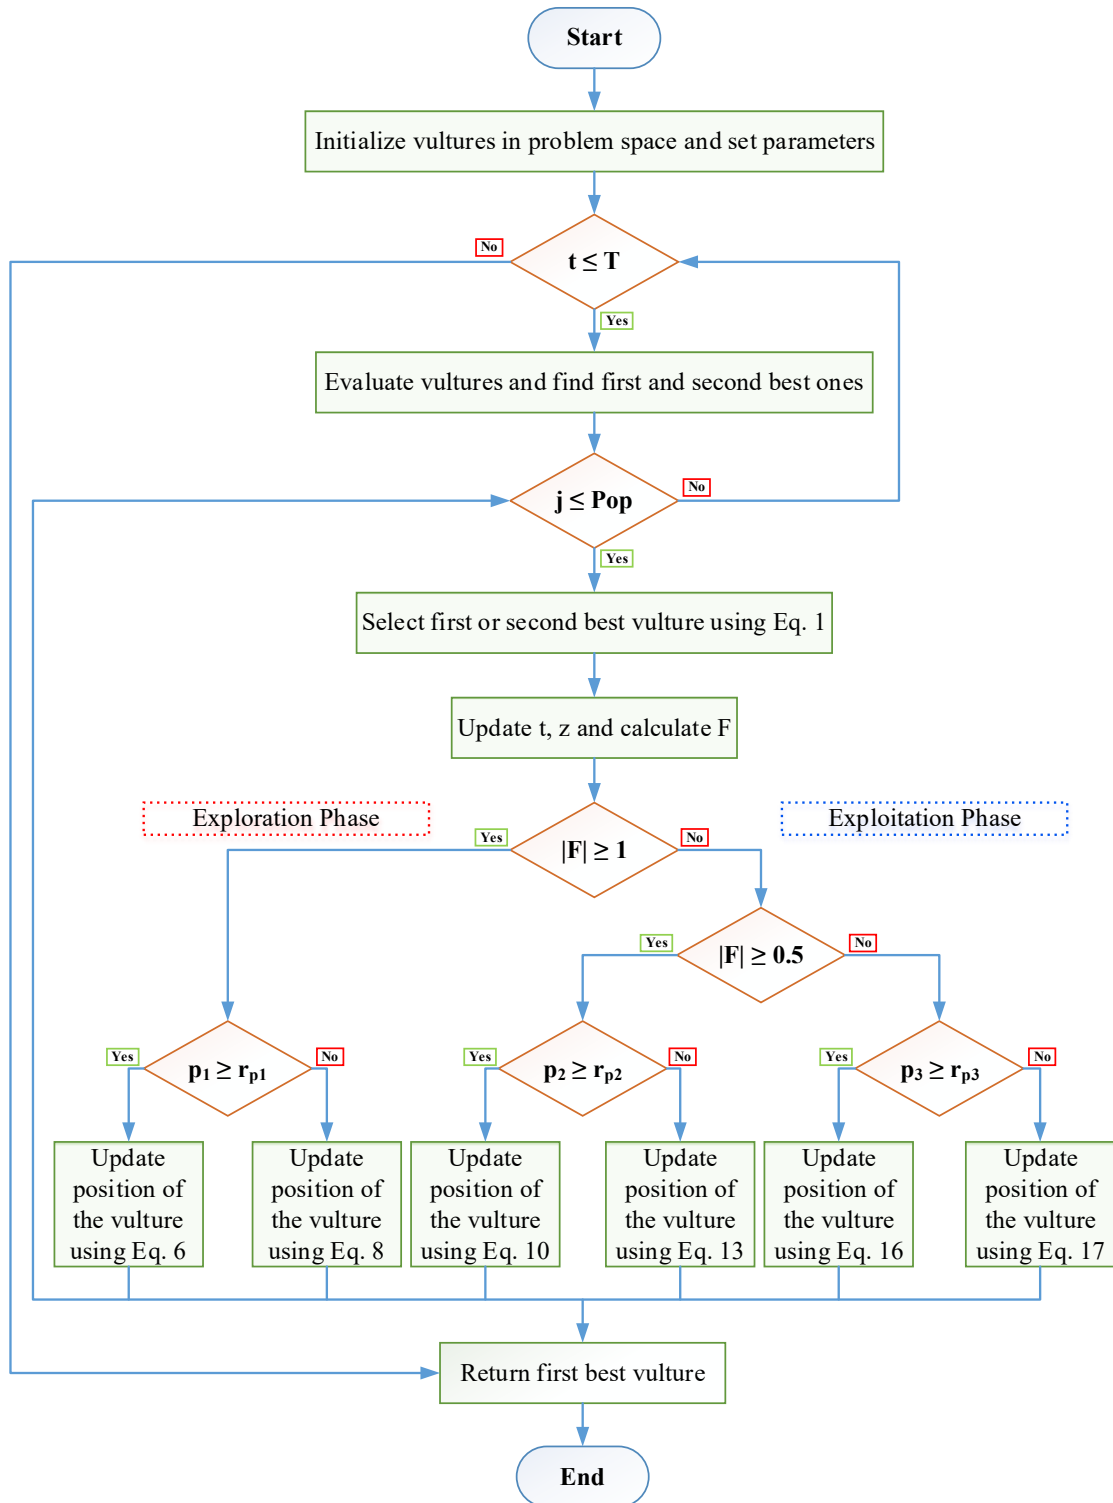 Start
Initialize vultures in problem space and set parameters
No
t ≤ T
Yes
Evaluate vultures and find first and second best ones
j ≤ Pop
No
Yes
Select first or second best vulture using Eq. 1
Update t, z and calculate F
Exploration Phase
Exploitation Phase
Yes
|F| ≥ 1
No
Yes
|F| ≥ 0.5
No
Yes
p1 ≥ rp1
No
Yes
p2 ≥ rp2
No
Yes
p3 ≥ rp3
No
Update
position of
the vulture
using Eq. 6
Update
position of
the vulture
using Eq. 8
Update
position of
the vulture
using Eq. 10
Update
position of
the vulture
using Eq. 13
Update
position of
the vulture
using Eq. 16
Update
position of
the vulture
using Eq. 17
Return first best vulture
End